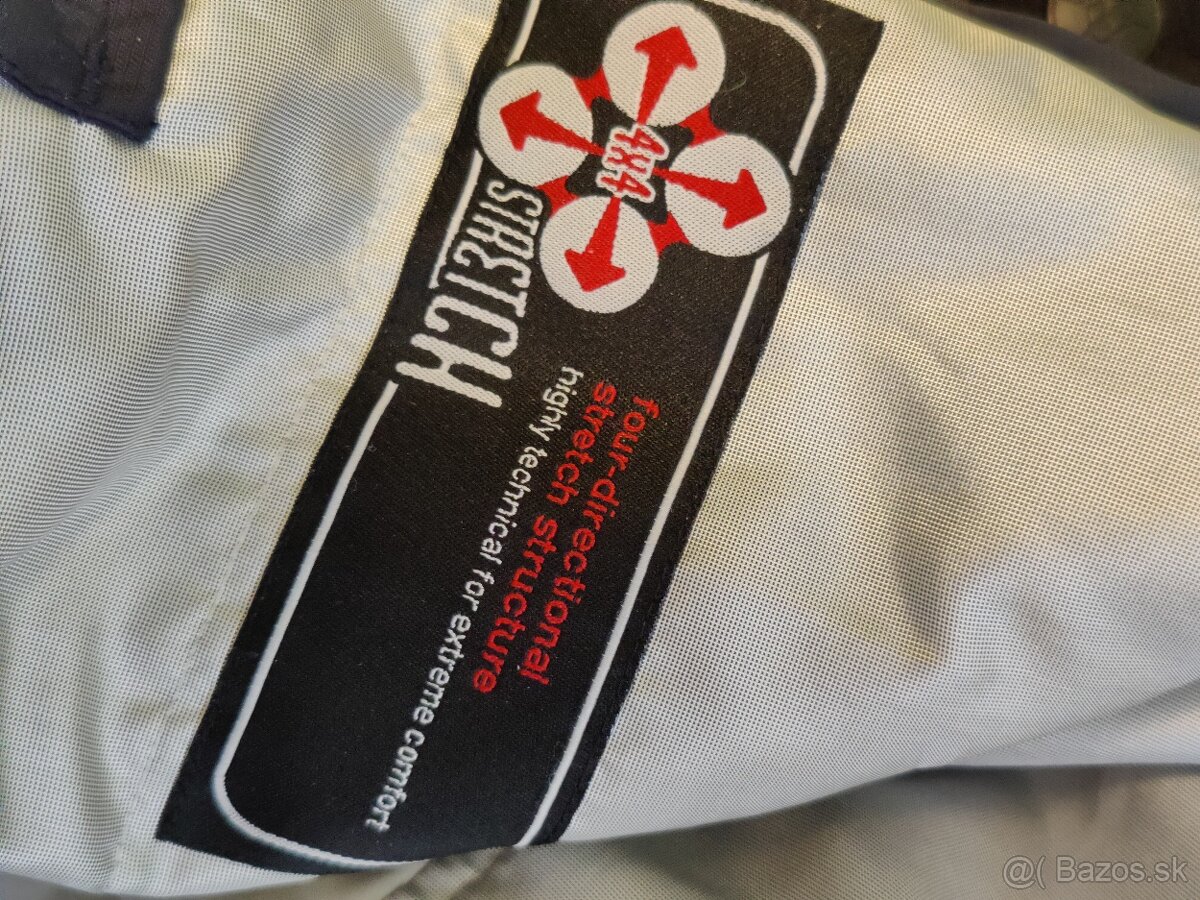 4x4
STRETCH
four-directional
stretch structure
highly technical for extreme comfort
@( Bazos.sk